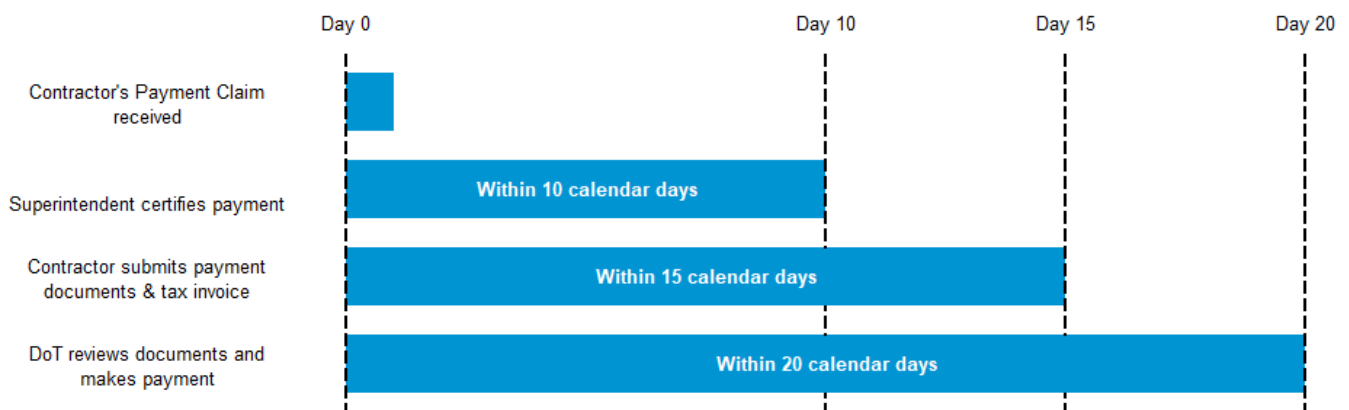 Day 0
Day 10
Day 15
Day 20
Contractor's Payment Claim
received
Within 10 calendar days
Superintendent certifies payment
Contractor submits payment
documents & tax invoice
Within 15 calendar days
DoT reviews documents and
makes payment
Within 20 calendar days